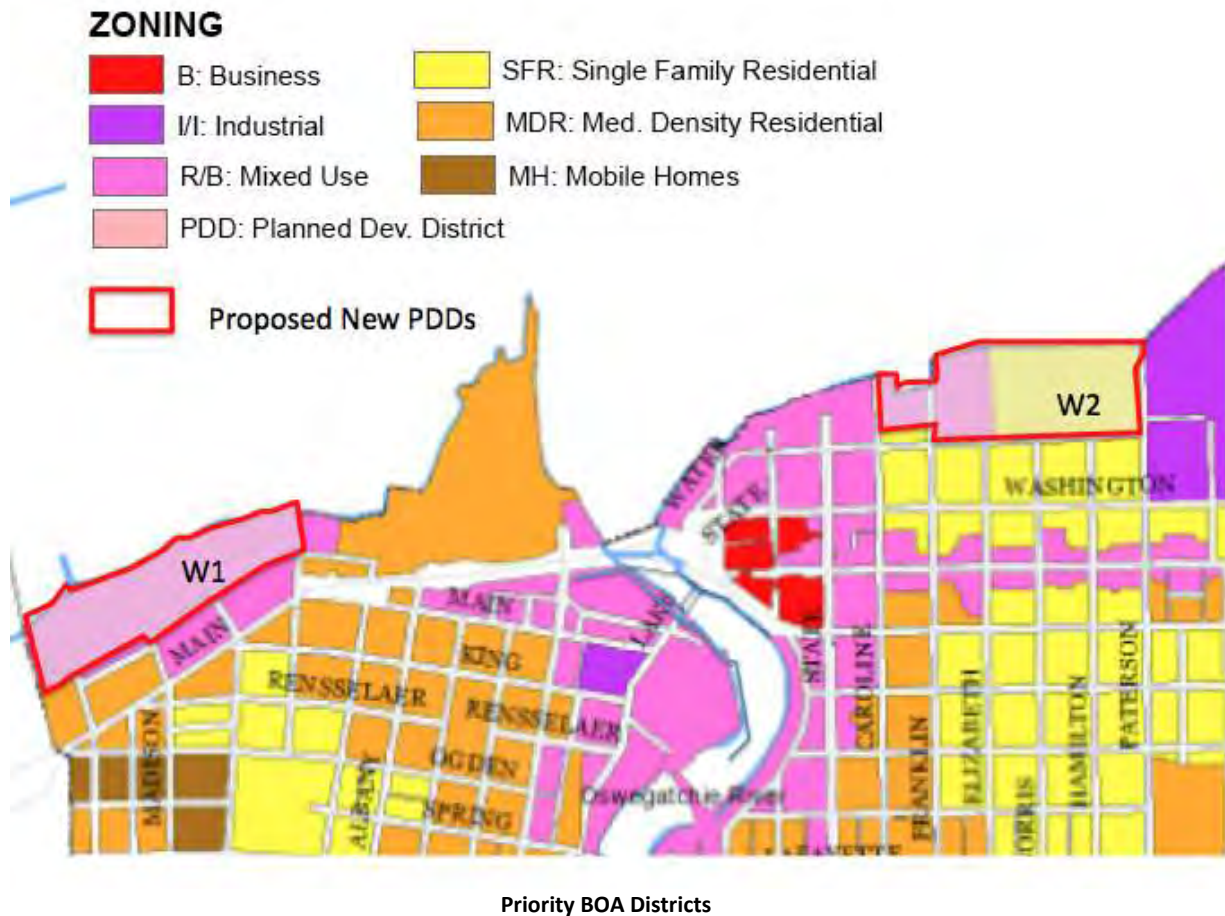 ZONING
B: Business
SFR: Single Family Residential
I/I: Industrial
MDR: Med. Density Residential
R/B: Mixed Use
MH: Mobile Homes
PDD: Planned Dev. District
Proposed New PDDs
W2
WATER
STATE
WASHINGTON
W1
MAIN
MAIN
LAKE
KING
RENSSELAER
RENSSELAER
STATE
CAROLINE
FRANKLIN
ELIZABETH
HAMILTON
PATERSON
MADISON
OGDEN
ALBANY
SPRING
Oswegatchie River
Priority BOA Districts